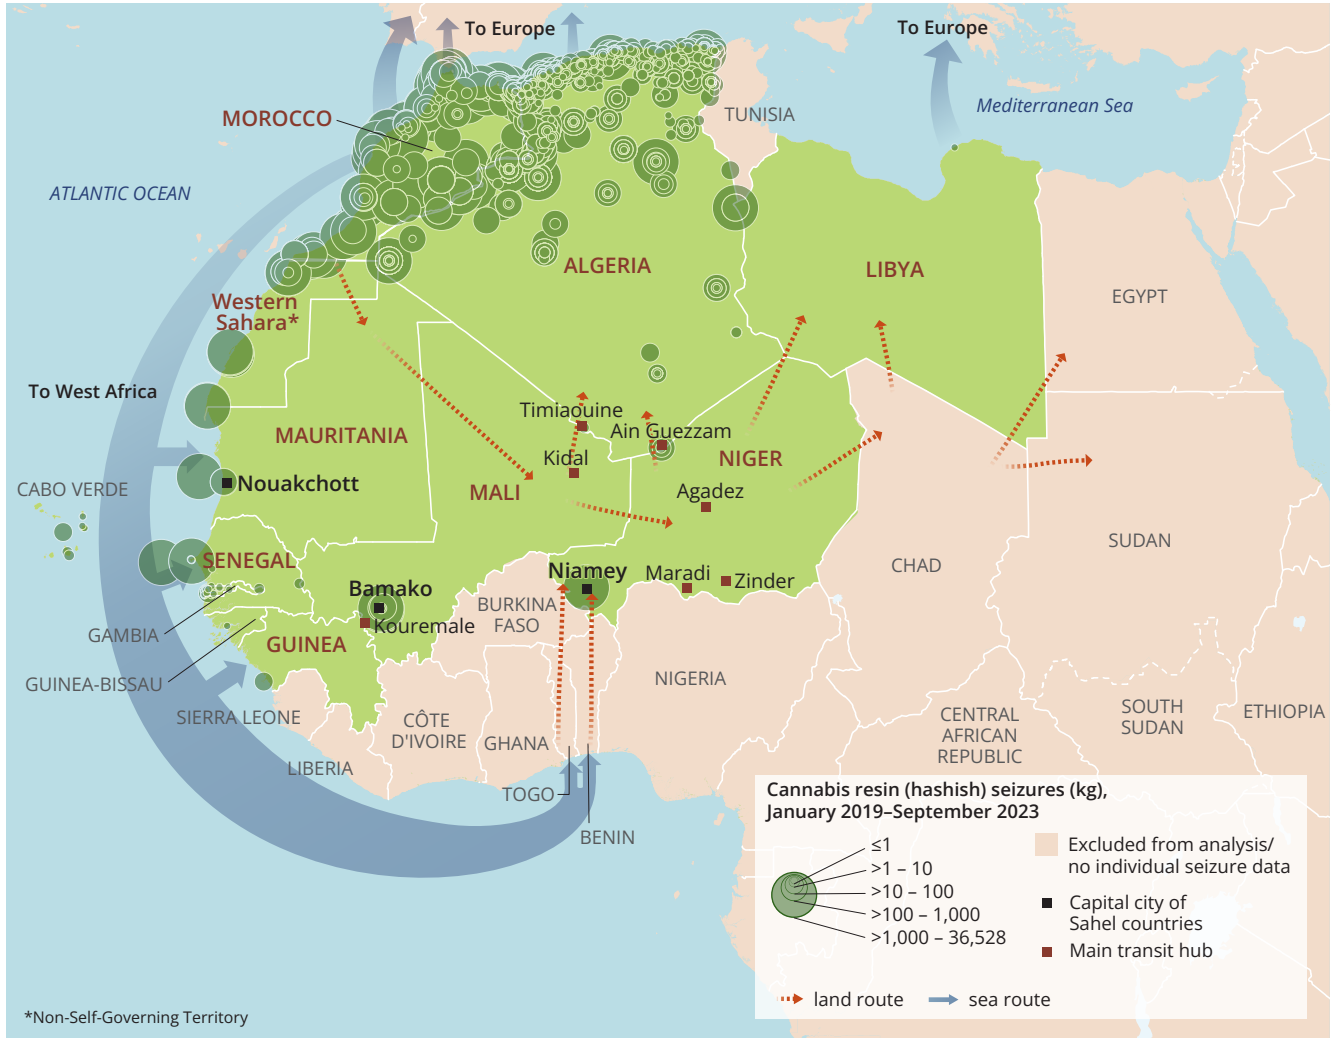 To Europe
To Europe
Mediterranean Sea
TUNISIA
MOROCCO
ATLANTIC OCEAN
ALGERIA
LIBYA
EGYPT
Western
Sahara*
To West Africa
Timiaouine
Ain Guezzam
MAURITANIA
Kidal
NIGER
Nouakchott
CABO VERDE
MALI
Agadez
SUDAN
SENEGAL
CHAD
Niamey
Maradi
Zinder
Bamako
BURKINA
FASO
Kouremale
GAMBIA
GUINEA
GUINEA-BISSAU
NIGERIA
SIERRA LEONE
CÔTE
D'IVOIRE
GHANA
CENTRAL
AFRICAN
REPUBLIC
SOUTH
SUDAN
ETHIOPIA
LIBERIA
TOGO
BENIN
Cannabis resin (hashish) seizures (kg),
January 2019–September 2023
≤1
>1 – 10
>10 – 100
>100 – 1,000
>1,000 – 36,528
Excluded from analysis/
no individual seizure data
Capital city of
Sahel countries
Main transit hub
land route
sea route
*Non-Self-Governing Territory